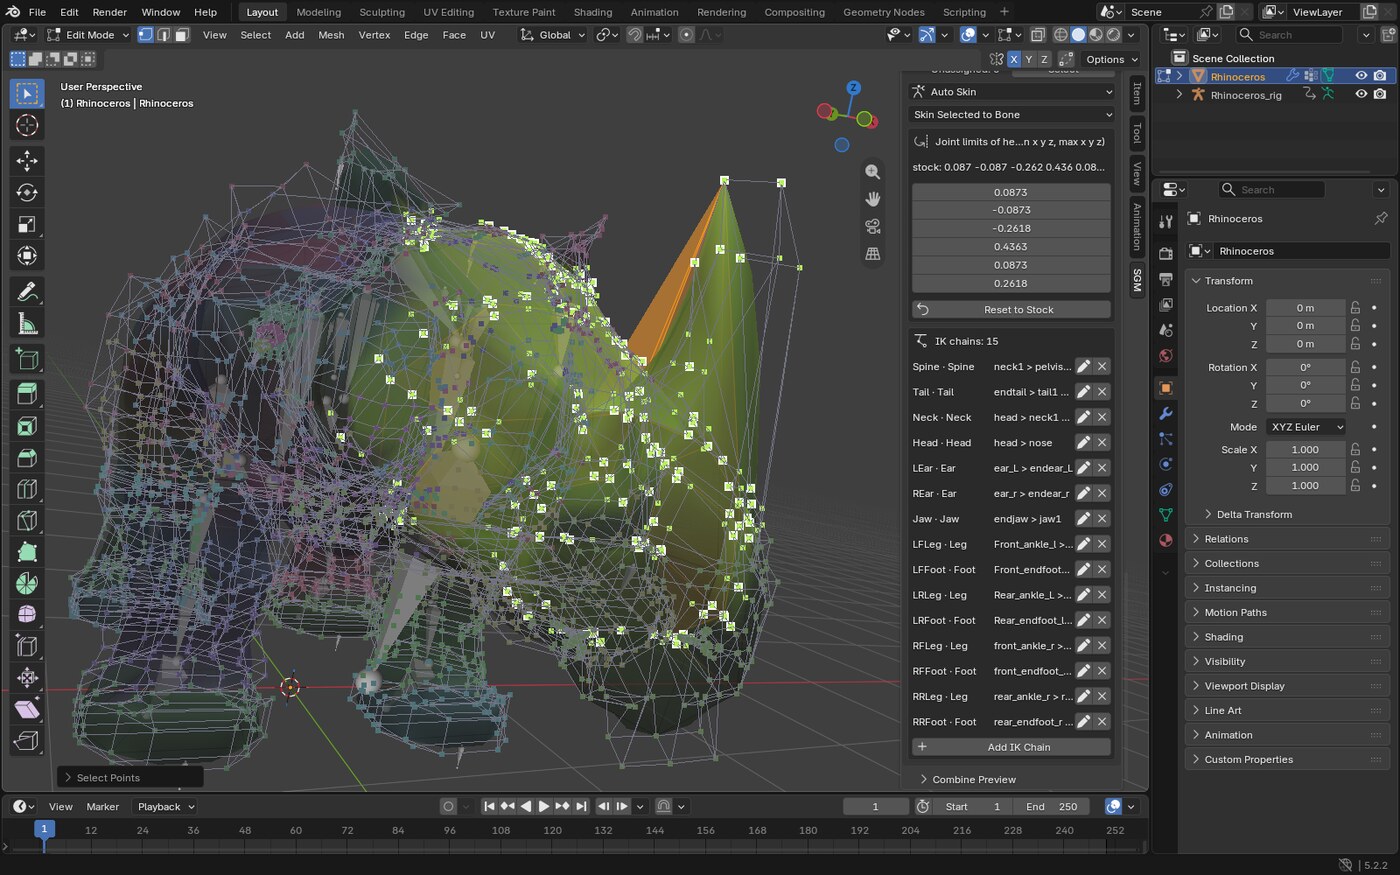 File Edit Render Window Help Layout Modeling Sculpting UV Editing Texture Paint Shading Animation Rendering Compositing Geometry Nodes Scripting + Scene ViewLayer
Edit Mode View Select Add Mesh Vertex Edge Face UV Global Search
X Y Z Options
User Perspective
(1) Rhinoceros | Rhinoceros
Z
Select Points
Select
Auto Skin
Skin Selected to Bone
Joint limits of he...n x y z, max x y z)
stock: 0.087 -0.087 -0.262 0.436 0.08...
0.0873
-0.0873
-0.2618
0.4363
0.0873
0.2618
Reset to Stock
IK chains: 15
Spine · Spine neck1 > pelvis...
Tail · Tail endtail > tail1 ...
Neck · Neck head > neck1 ...
Head · Head head > nose
LEar · Ear ear_L > endear_L
REar · Ear ear_r > endear_r
Jaw · Jaw endjaw > jaw1
LFLeg · Leg Front_ankle_l >...
LFFoot · Foot Front_endfoot...
LRLeg · Leg Rear_ankle_L >...
LRFoot · Foot Rear_endfoot_l...
RFLeg · Leg front_ankle_r >...
RFFoot · Foot front_endfoot_...
RRLeg · Leg rear_ankle_r > r...
RRFoot · Foot rear_endfoot_r ...
Add IK Chain
Combine Preview
Item
Tool
View
Animation
SGM
Scene Collection
Rhinoceros
Rhinoceros_rig
Search
Rhinoceros
Rhinoceros
Transform
Location X 0 m
Y 0 m
Z 0 m
Rotation X 0°
Y 0°
Z 0°
Mode XYZ Euler
Scale X 1.000
Y 1.000
Z 1.000
Delta Transform
Relations
Collections
Instancing
Motion Paths
Shading
Visibility
Viewport Display
Line Art
Animation
Custom Properties
View Marker Playback 1 Start 1 End 250
1 12 24 36 48 60 72 84 96 108 120 132 144 156 168 180 192 204 216 228 240 252
5.2.2